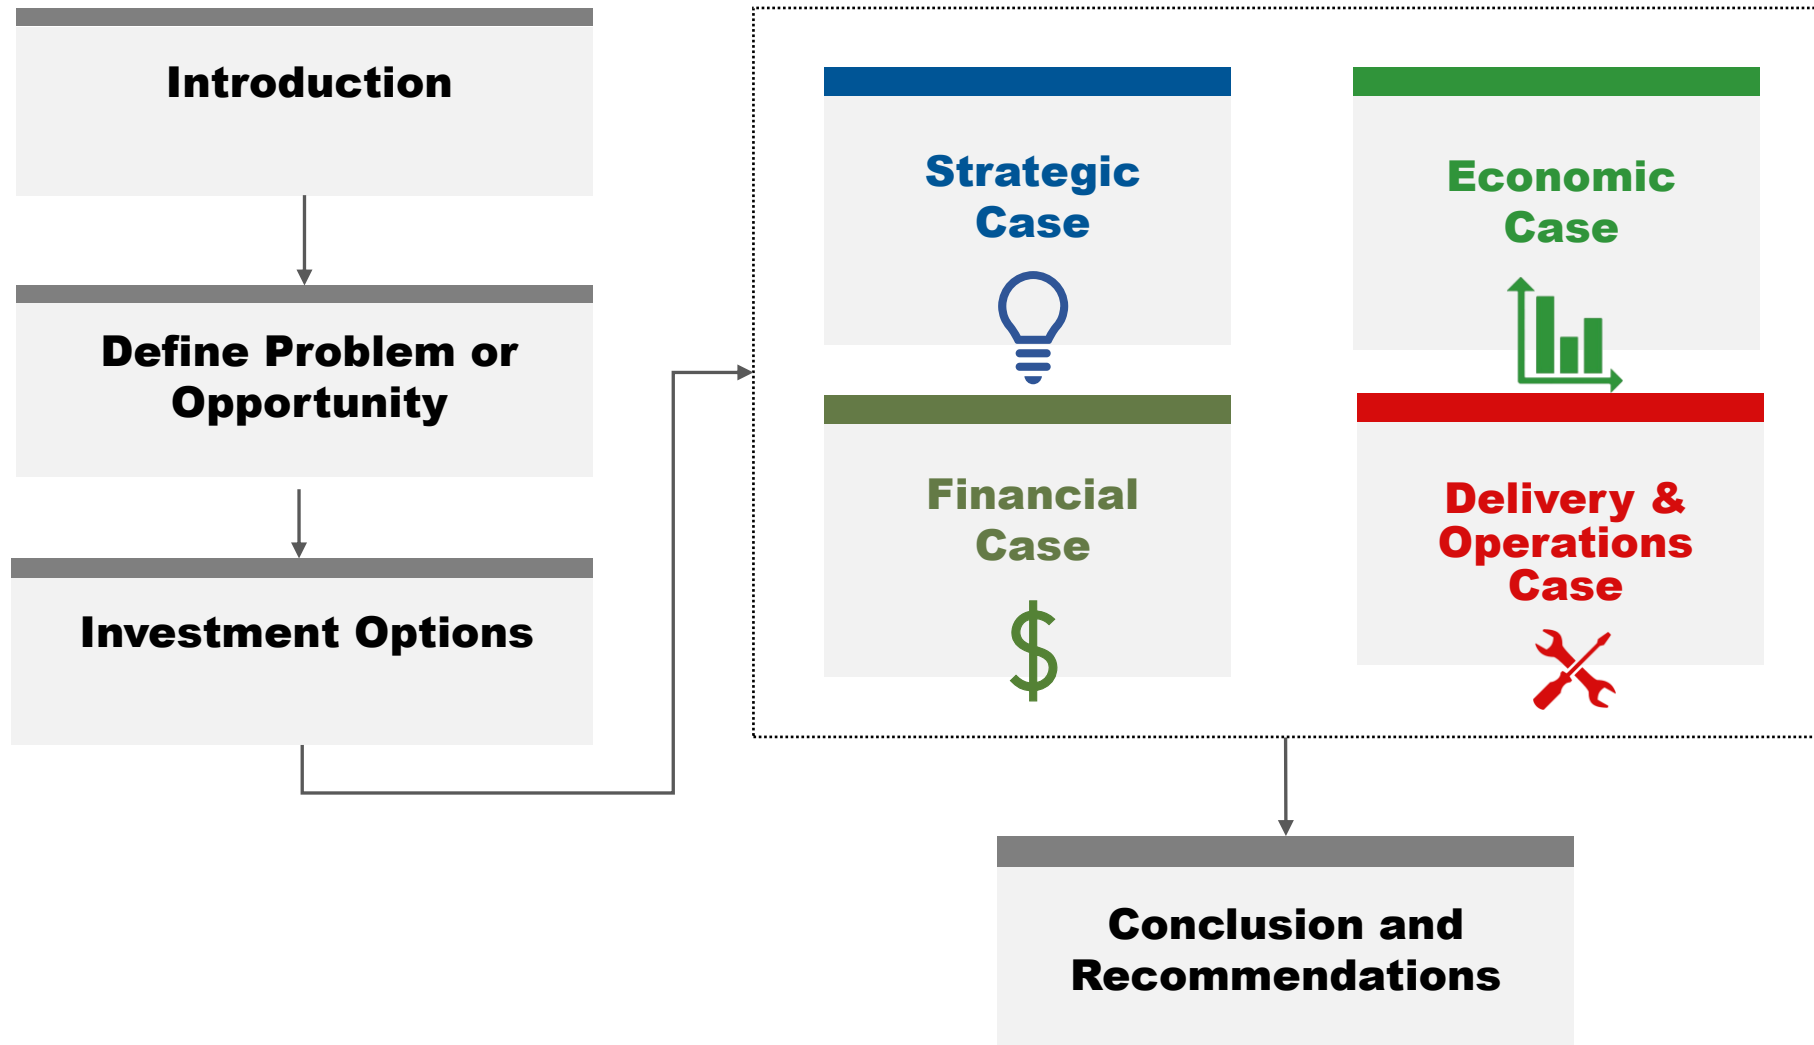 Introduction
Define Problem or
Opportunity
Investment Options
Strategic
Case
Economic
Case
Financial
Case
Delivery &
Operations
Case
Conclusion and
Recommendations